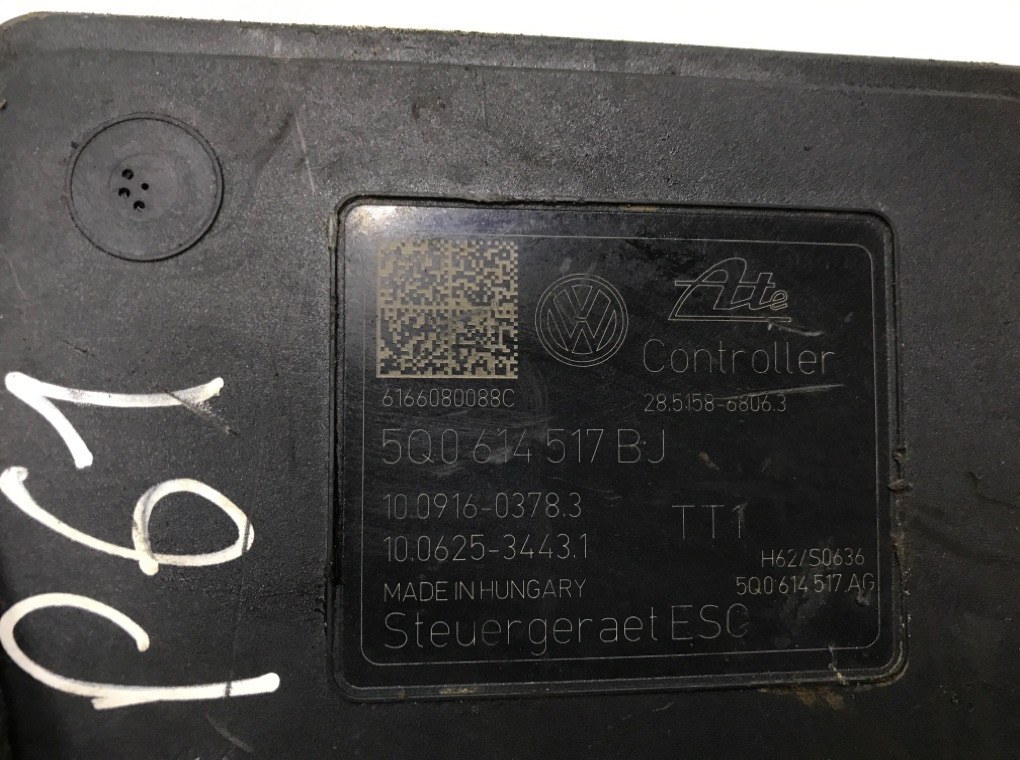 Ate
Controller
6166080088C
28.5158-6806.3
5Q0 614 517 BJ
10.0916-0378.3
TT1
10.0625-3443.1
H62/S0636
MADE IN HUNGARY
5Q0 614 517 AG
Steuergeraet ESC
P61